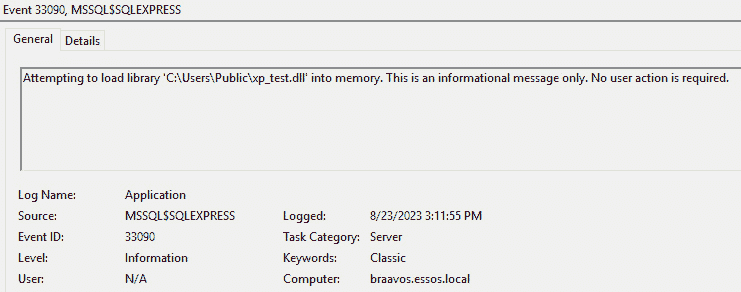 Event 33090, MSSQL$SQLEXPRESS
General Details
Attempting to load library 'C:\Users\Public\xp_test.dll' into memory. This is an informational message only. No user action is required.
Log Name: Application
Source: MSSQL$SQLEXPRESS Logged: 8/23/2023 3:11:55 PM
Event ID: 33090 Task Category: Server
Level: Information Keywords: Classic
User: N/A Computer: braavos.essos.local